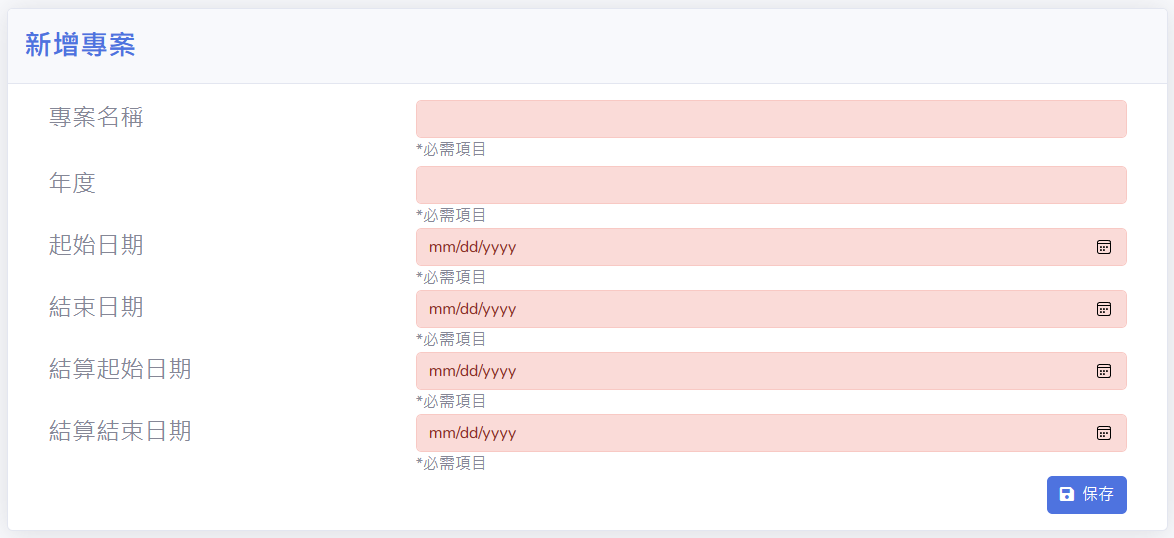 新增專案
專案名稱
*必需項目
年度
*必需項目
起始日期 mm/dd/yyyy
*必需項目
結束日期 mm/dd/yyyy
*必需項目
結算起始日期 mm/dd/yyyy
*必需項目
結算結束日期 mm/dd/yyyy
*必需項目
保存